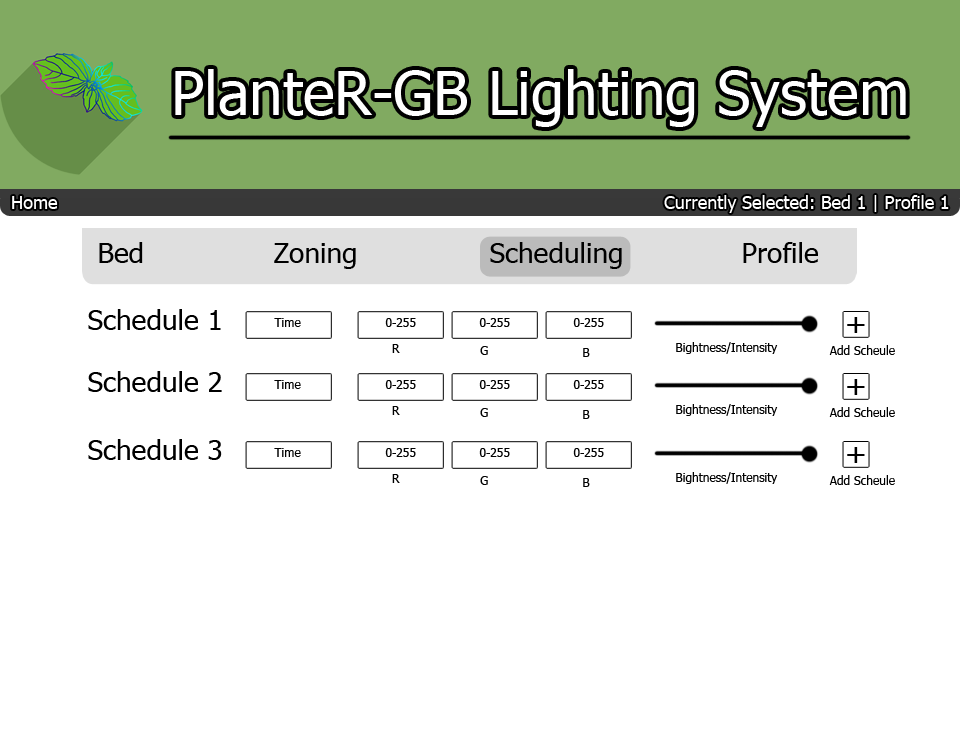 PlanteR-GB Lighting System
Home Currently Selected: Bed 1 | Profile 1
Bed Zoning Scheduling Profile
Schedule 1 Time 0-255 0-255 0-255 +
R G B Bightness/Intensity Add Scheule
Schedule 2 Time 0-255 0-255 0-255 +
R G B Bightness/Intensity Add Scheule
Schedule 3 Time 0-255 0-255 0-255 +
R G B Bightness/Intensity Add Scheule